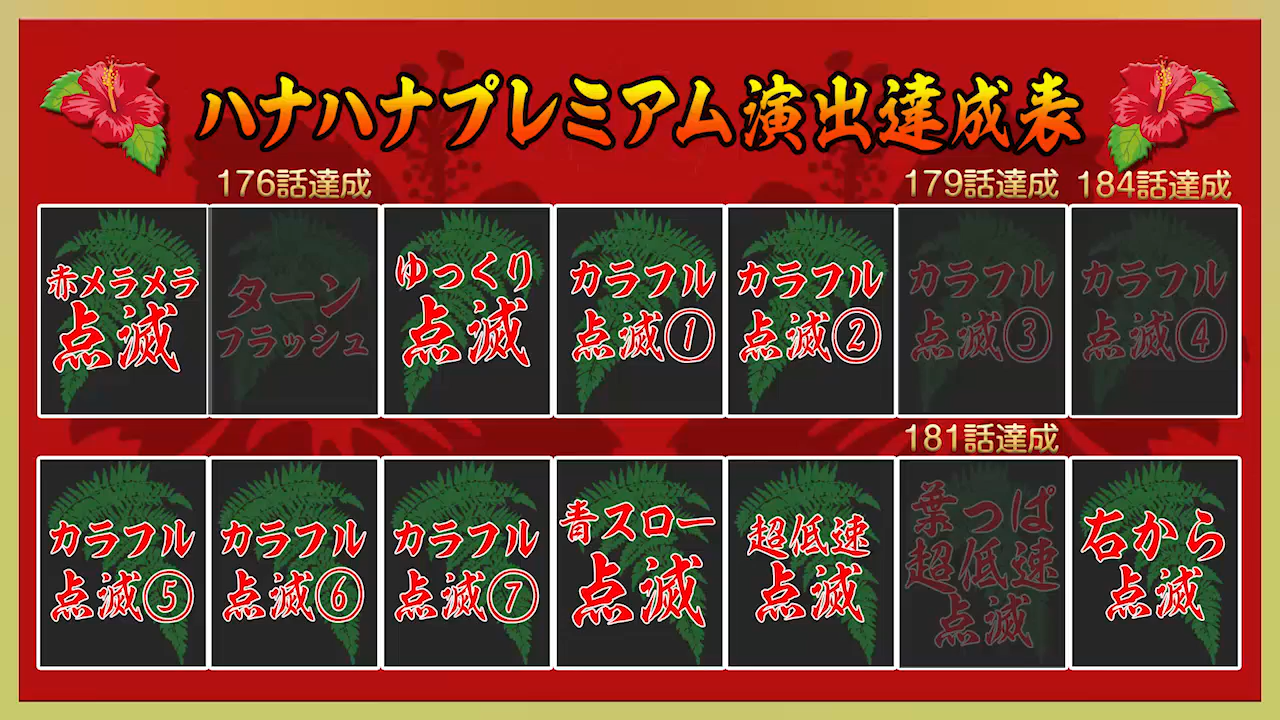 ハナハナプレミアム演出達成表
176話達成
179話達成
184話達成
赤メラメラ
点滅
ターン
フラッシュ
ゆっくり
点滅
カラフル
点滅①
カラフル
点滅②
カラフル
点滅③
カラフル
点滅④
181話達成
カラフル
点滅⑤
カラフル
点滅⑥
カラフル
点滅⑦
青スロー
点滅
超低速
点滅
葉っぱ
超低速
点滅
右から
点滅